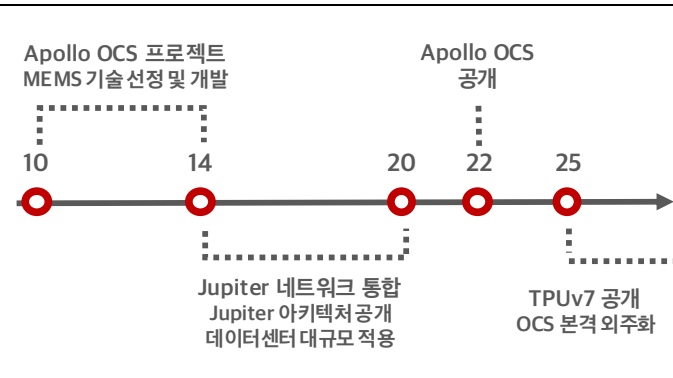 Apollo OCS 프로젝트
MEMS 기술 선정 및 개발
Apollo OCS
공개
10 14 20 22 25
Jupiter 네트워크 통합
Jupiter 아키텍처 공개
데이터센터 대규모 적용
TPUv7 공개
OCS 본격 외주화